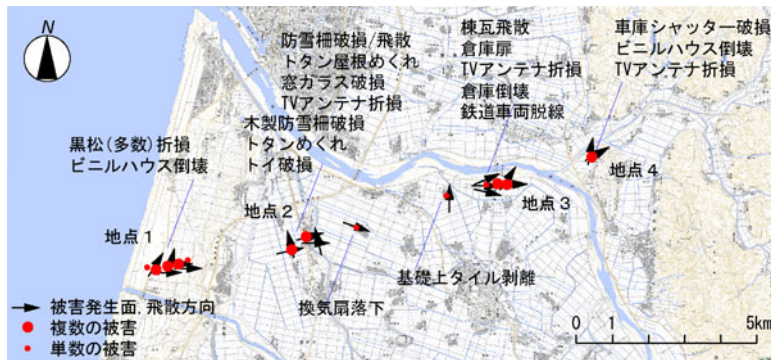 N
防雪柵破損/飛散
トタン屋根めくれ
窓ガラス破損
TVアンテナ折損
木製防雪柵破損
トタンめくれ
トイ破損
棟瓦飛散
倉庫扉
TVアンテナ折損
倉庫倒壊
鉄道車両脱線
車庫シャッター破損
ビニルハウス倒壊
TVアンテナ折損
黒松(多数)折損
ビニルハウス倒壊
地点1
地点2
地点3
地点4
基礎上タイル剥離
換気扇落下
被害発生面,飛散方向
複数の被害
単数の被害
0 1 5km